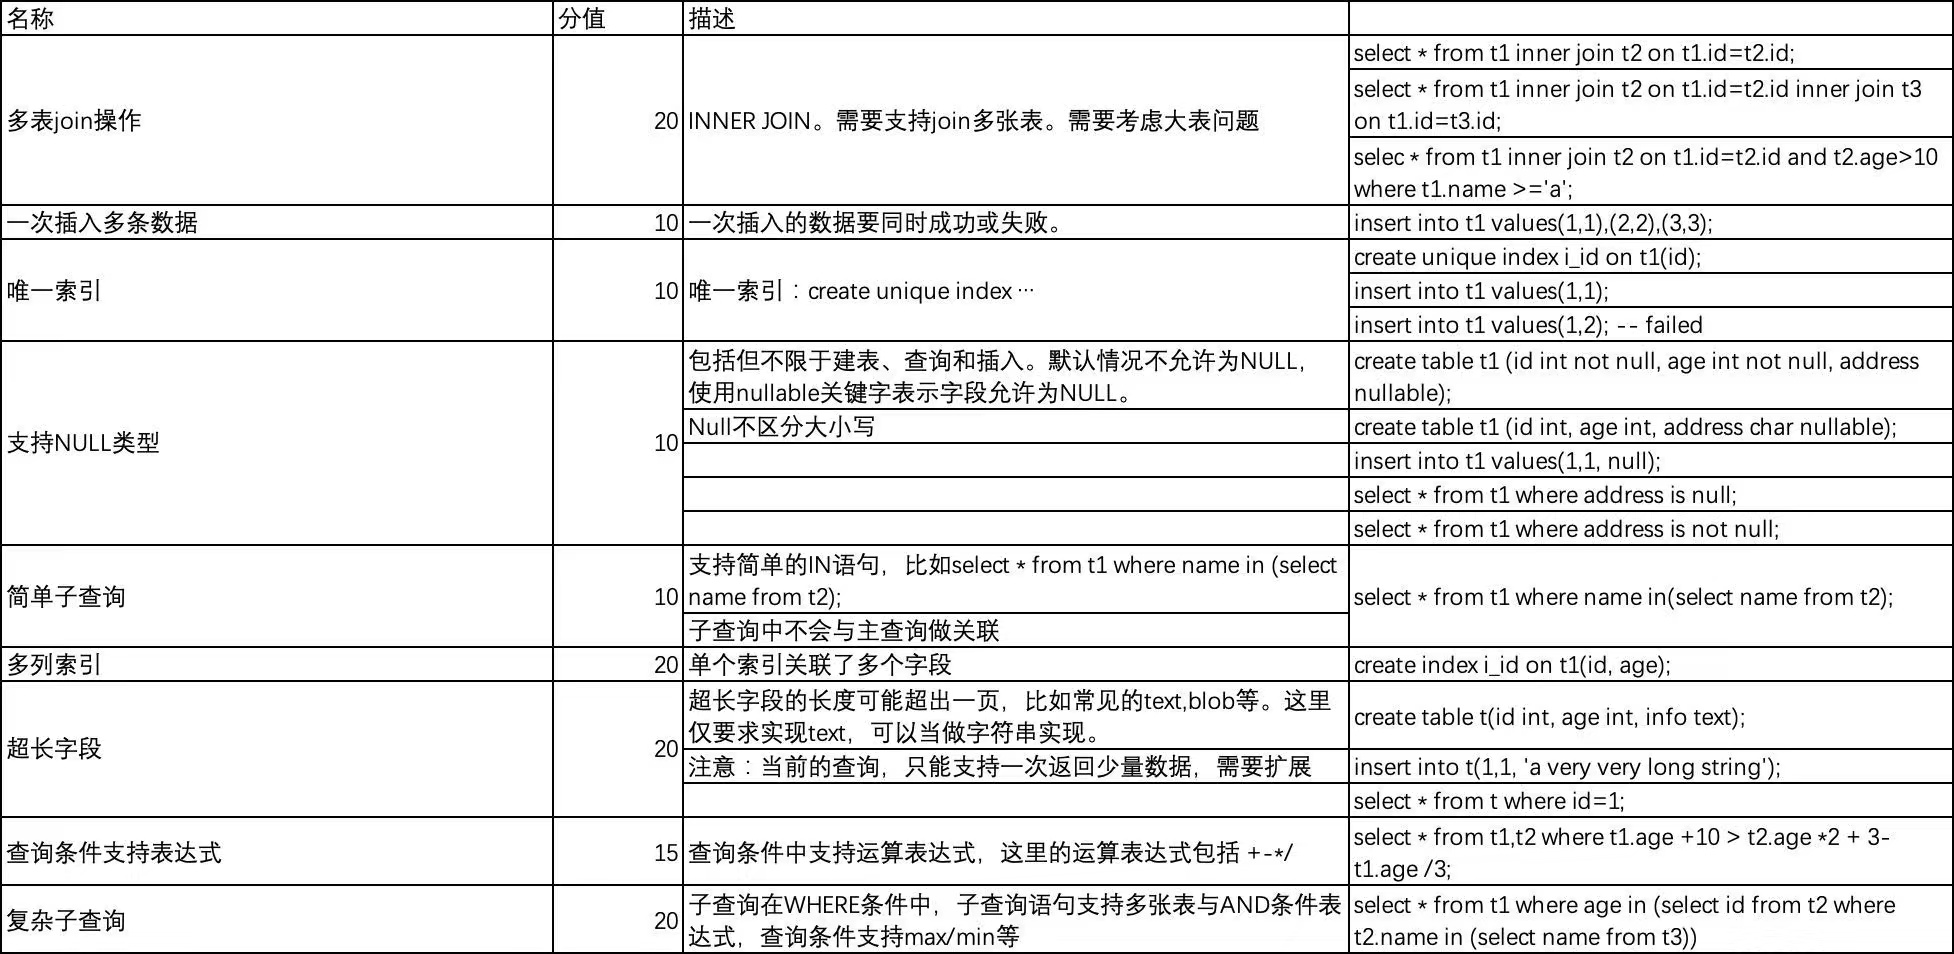 名称 分值 描述
多表join操作 20 INNER JOIN。需要支持join多张表。需要考虑大表问题
select * from t1 inner join t2 on t1.id=t2.id;
select * from t1 inner join t2 on t1.id=t2.id inner join t3
on t1.id=t3.id;
selec * from t1 inner join t2 on t1.id=t2.id and t2.age>10
where t1.name >='a';
一次插入多条数据 10 一次插入的数据要同时成功或失败。 insert into t1 values(1,1),(2,2),(3,3);
唯一索引 10 唯一索引：create unique index ⋯
create unique index i_id on t1(id);
insert into t1 values(1,1);
insert into t1 values(1,2); -- failed
支持NULL类型 10
包括但不限于建表、查询和插入。默认情况不允许为NULL，
使用nullable关键字表示字段允许为NULL。
create table t1 (id int not null, age int not null, address
nullable);
Null不区分大小写 create table t1 (id int, age int, address char nullable);
insert into t1 values(1,1, null);
select * from t1 where address is null;
select * from t1 where address is not null;
简单子查询 10
支持简单的IN语句，比如select * from t1 where name in (select
name from t2);
子查询中不会与主查询做关联
select * from t1 where name in(select name from t2);
多列索引 20 单个索引关联了多个字段 create index i_id on t1(id, age);
超长字段 20
超长字段的长度可能超出一页，比如常见的text,blob等。这里
仅要求实现text，可以当做字符串实现。
create table t(id int, age int, info text);
注意：当前的查询，只能支持一次返回少量数据，需要扩展 insert into t(1,1, 'a very very long string');
select * from t where id=1;
查询条件支持表达式 15 查询条件中支持运算表达式，这里的运算表达式包括 +-*/
select * from t1,t2 where t1.age +10 > t2.age *2 + 3-
t1.age /3;
复杂子查询 20
子查询在WHERE条件中，子查询语句支持多张表与AND条件表
达式，查询条件支持max/min等
select * from t1 where age in (select id from t2 where
t2.name in (select name from t3))